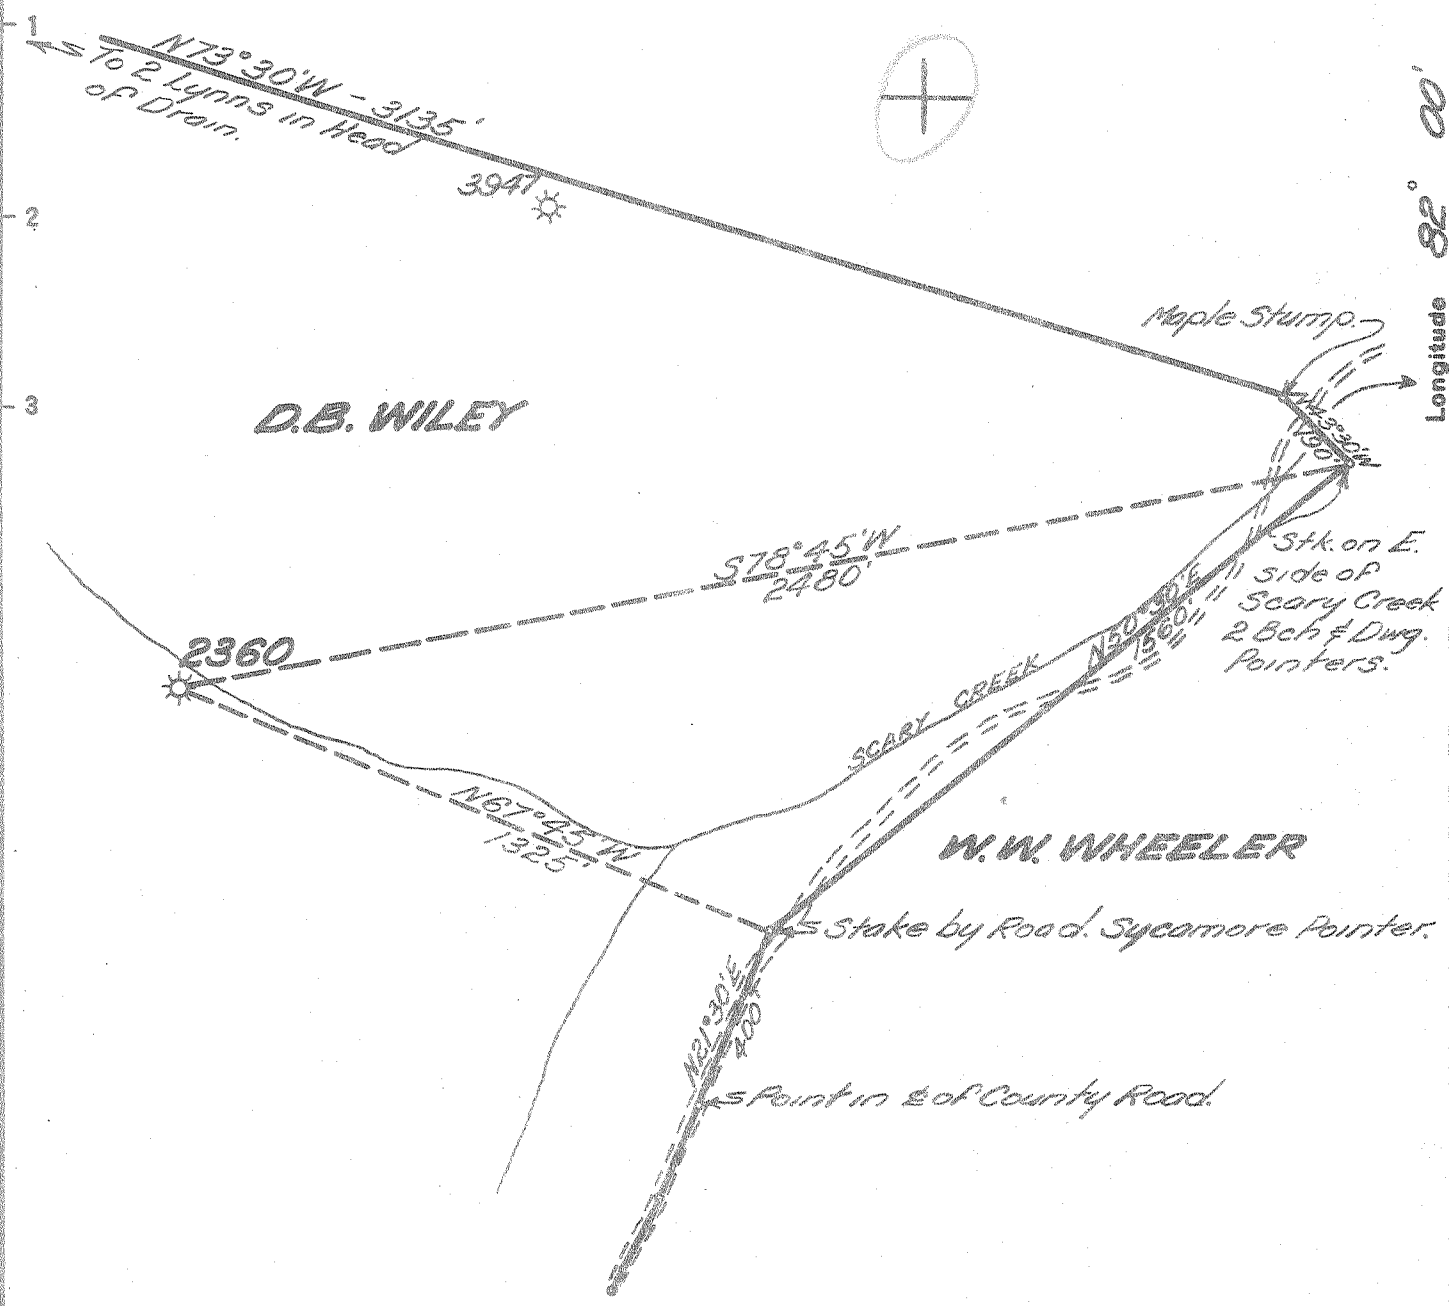 1
N73°30'W - 3135'
To 2 Lynns in Head
of Drain.
3947
2
Longitude 82° 00'
Maple Stump.
3
D.B. WILEY
43°30'W
S78°45'W
2480'
Stk. on E.
side of
Scary Creek
2 Bch & Dwg.
Pointers.
N50°30'E
1560'
2360
SCARY CREEK
N67°45'W
1325'
W.W. WHEELER
Stake by Road. Sycamore Pointer.
N21°30'E
400'
Point in ℄ of County Road.